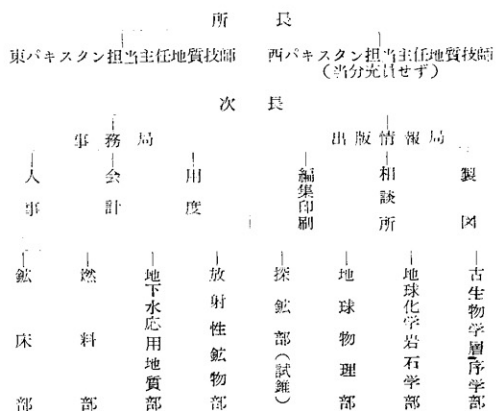 所長
東パキスタン担当主任地質技師
西パキスタン担当主任地質技師
(当分充員せず)
次長
事務局
出版情報局
人事
会計
用度
編集印刷
相談所
製図
鉱床部
燃料部
地下水応用地質部
放射性鉱物部
探鉱部(試錐)
地球物理部
地球化学岩石学部
古生物学層序学部